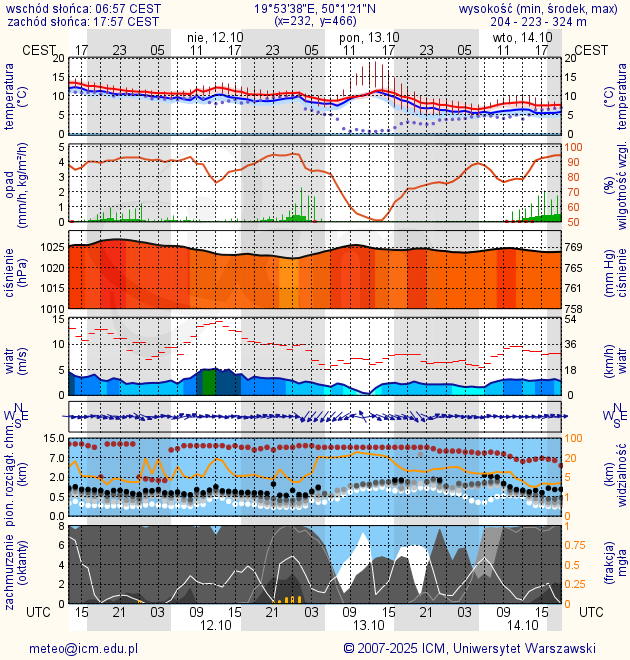 wschód słońca: 06:57 CEST 19°53'38"E, 50°1'21"N wysokość (min, środek, max)
zachód słońca: 17:57 CEST (x=232, y=466) 204 - 223 - 324 m
nie, 12.10 pon, 13.10 wto, 14.10
CEST 17 23 05 11 17 23 05 11 17 23 05 11 17 CEST
temperatura (°C) 20 15 10 5 0 20 15 10 5 0 (°C) temperatura
opad (mm/h, kg/m²/h) 5 4 3 2 1 0 100 90 80 70 60 50 (%) wilgotność wzgl.
ciśnienie (hPa) 1025 1020 1015 1010 769 765 761 758 (mm Hg) ciśnienie
wiatr (m/s) 15 10 5 0 54 36 18 0 (km/h) wiatr
N W E S N W E S
pion. rozciągł. chm. (km) 15.0 7.0 2.0 0.5 0.0 100 20 5 1 0 (km) widzialność
zachmurzenie (oktanty) 8 6 4 2 0 1 0.75 0.5 0.25 0 (frakcja) mgła
UTC 15 21 03 09 15 21 03 09 15 21 03 09 15 UTC
12.10 13.10 14.10
meteo@icm.edu.pl © 2007-2025 ICM, Uniwersytet Warszawski